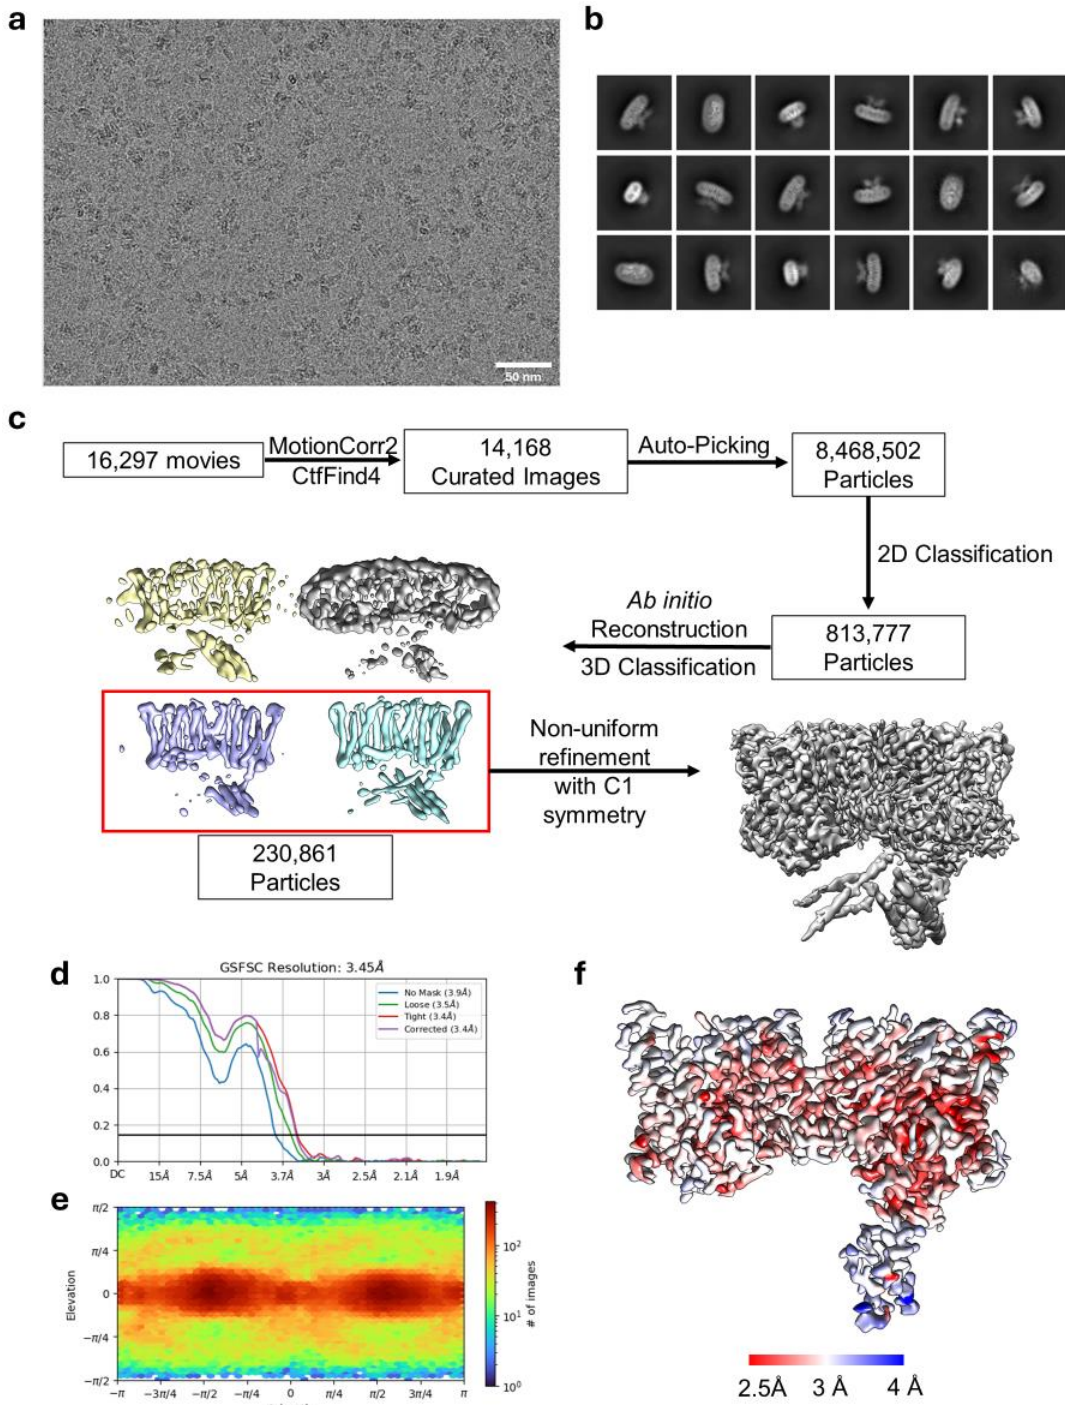 a
b
50 nm
c
16,297 movies
MotionCorr2
CtfFind4
14,168
Curated Images
Auto-Picking
8,468,502
Particles
2D Classification
813,777
Particles
Ab initio
Reconstruction
3D Classification
Non-uniform
refinement
with C1
symmetry
230,861
Particles
d
GSFSC Resolution: 3.45Å
1.0
0.8
0.6
0.4
0.2
0.0
No Mask (3.9Å)
Loose (3.5Å)
Tight (3.4Å)
Corrected (3.4Å)
DC 15Å 7.5Å 5Å 3.7Å 3Å 2.5Å 2.1Å 1.9Å
e
Elevation
π/2
π/4
0
−π/4
−π/2
−π −3π/4 −π/2 −π/4 0 π/4 π/2 3π/4 π
# of images
10²
10¹
10⁰
f
2.5Å 3 Å 4 Å